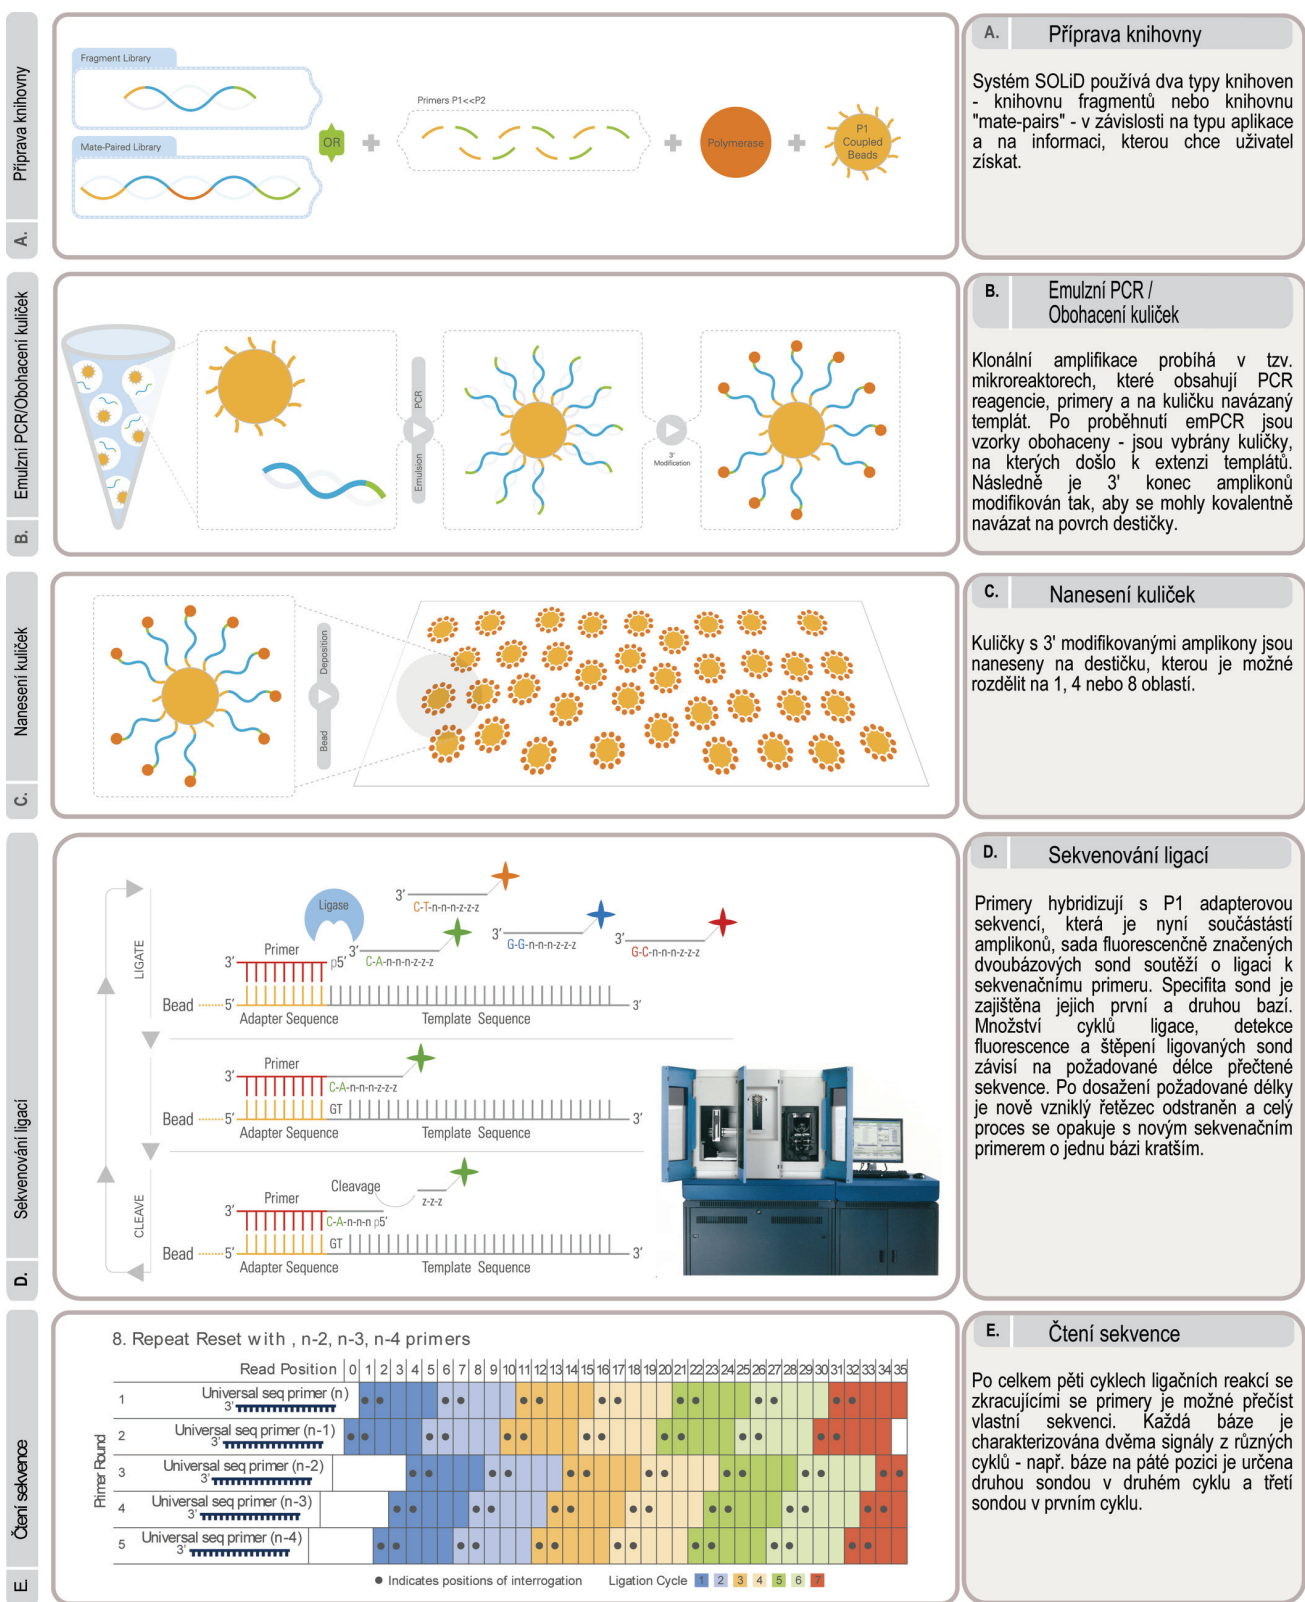 A.
Příprava knihovny
Fragment Library
Mate-Paired Library
OR
Primers P1<<P2
Polymerase
P1
Coupled
Beads
A.
Příprava knihovny
Systém SOLiD používá dva typy knihoven
- knihovnu fragmentů nebo knihovnu
"mate-pairs" - v závislosti na typu aplikace
a na informaci, kterou chce uživatel
získat.
B.
Emulzní PCR/Obohacení kuliček
Emulsion
PCR
3'
Modification
B.
Emulzní PCR /
Obohacení kuliček
Klonální amplifikace probíhá v tzv.
mikroreaktorech, které obsahují PCR
reagencie, primery a na kuličku navázaný
templát. Po proběhnutí emPCR jsou
vzorky obohaceny - jsou vybrány kuličky,
na kterých došlo k extenzi templátů.
Následně je 3' konec amplikonů
modifikován tak, aby se mohly kovalentně
navázat na povrch destičky.
C.
Nanesení kuliček
Bead
Deposition
C.
Nanesení kuliček
Kuličky s 3' modifikovanými amplikony jsou
naneseny na destičku, kterou je možné
rozdělit na 1, 4 nebo 8 oblastí.
D.
Sekvenování ligací
LIGATE
CLEAVE
Ligase
3'
C-T-n-n-n-z-z-z
3'
C-A-n-n-n-z-z-z
3'
G-G-n-n-n-z-z-z
3'
G-C-n-n-n-z-z-z
Primer
3' p5'
Bead 5' 3'
Adapter Sequence Template Sequence
Primer
3'
C-A-n-n-n-z-z-z
GT
Bead 5' 3'
Adapter Sequence Template Sequence
Cleavage
z-z-z
Primer
3'
C-A-n-n-n p5'
GT
Bead 5' 3'
Adapter Sequence Template Sequence
D.
Sekvenování ligací
Primery hybridizují s P1 adapterovou
sekvencí, která je nyní součástástí
amplikonů, sada fluorescenčně značených
dvoubázových sond soutěží o ligaci k
sekvenačnímu primeru. Specifita sond je
zajištěna jejich první a druhou bazí.
Množství cyklů ligace, detekce
fluorescence a štěpení ligovaných sond
závisí na požadované délce přečtené
sekvence. Po dosažení požadované délky
je nově vzniklý řetězec odstraněn a celý
proces se opakuje s novým sekvenačním
primerem o jednu bázi kratším.
E.
Čtení sekvence
8. Repeat Reset with , n-2, n-3, n-4 primers
Read Position 0 1 2 3 4 5 6 7 8 9 10 11 12 13 14 15 16 17 18 19 20 21 22 23 24 25 26 27 28 29 30 31 32 33 34 35
Primer Round
1 Universal seq primer (n)
3'
2 Universal seq primer (n-1)
3'
3 Universal seq primer (n-2)
3'
4 Universal seq primer (n-3)
3'
5 Universal seq primer (n-4)
3'
Indicates positions of interrogation Ligation Cycle 1 2 3 4 5 6 7
E.
Čtení sekvence
Po celkem pěti cyklech ligačních reakcí se
zkracujícími se primery je možné přečíst
vlastní sekvenci. Každá báze je
charakterizována dvěma signály z různých
cyklů - např. báze na páté pozici je určena
druhou sondou v druhém cyklu a třetí
sondou v prvním cyklu.